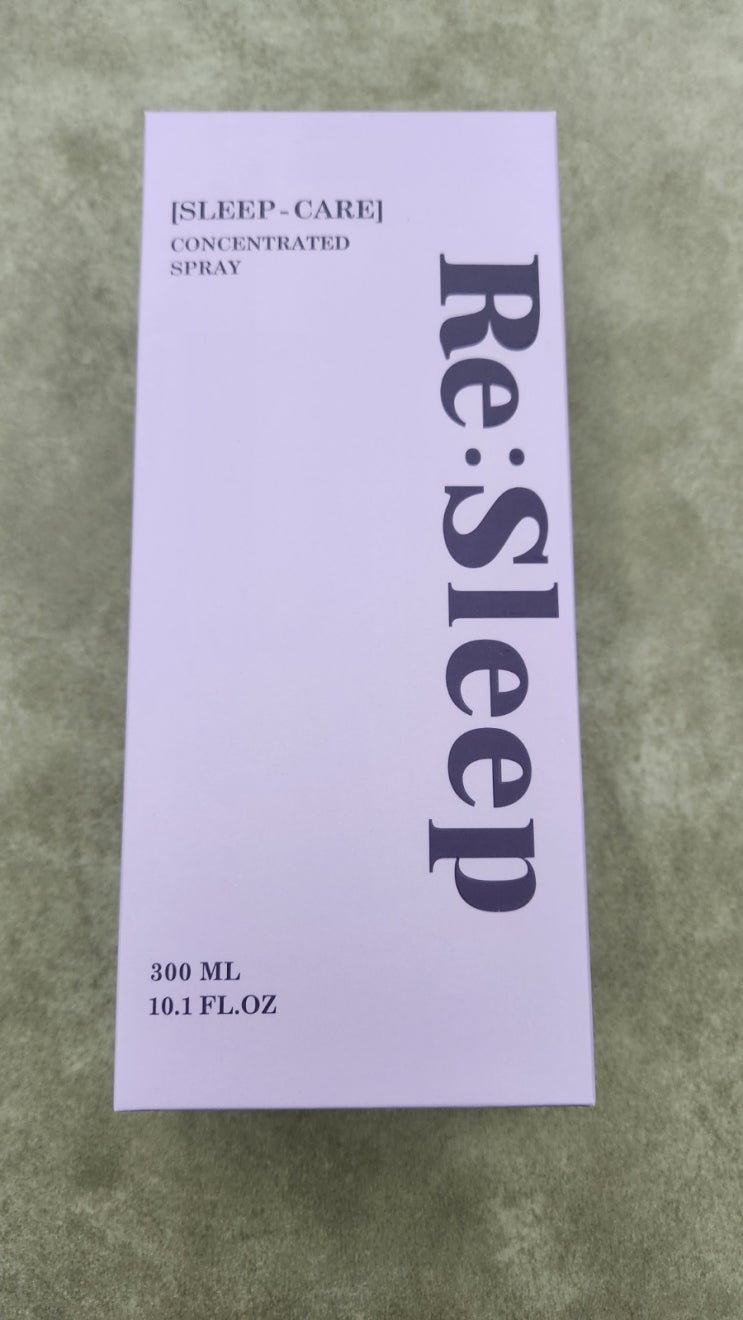 [SLEEP-CARE]
CONCENTRATED
SPRAY
Re:Sleep
300 ML
10.1 FL.OZ